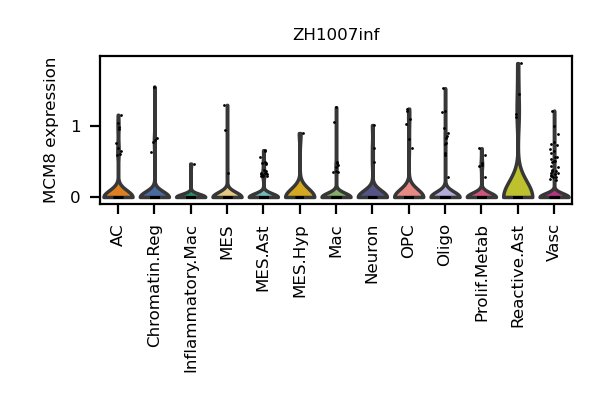 ZH1007inf
MCM8 expression
1
0
AC
Chromatin.Reg
Inflammatory.Mac
MES
MES.Ast
MES.Hyp
Mac
Neuron
OPC
Oligo
Prolif.Metab
Reactive.Ast
Vasc